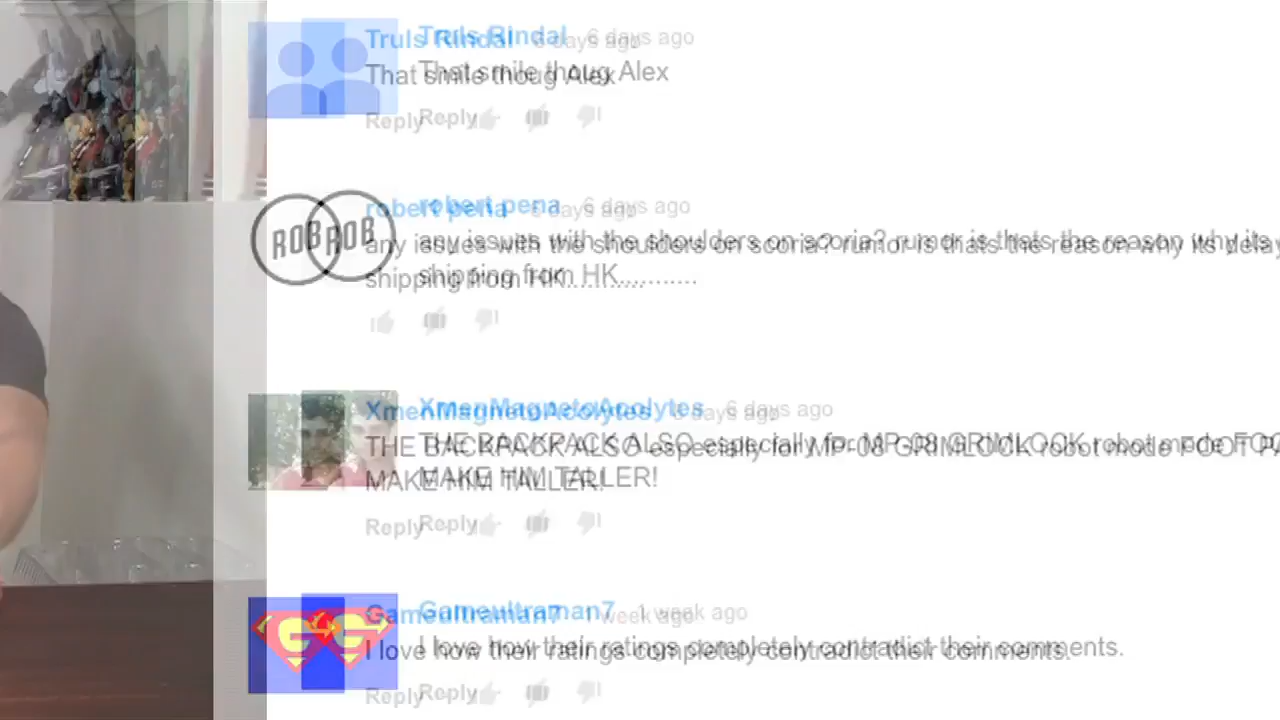 Truls Rindal 6 days ago
That smile thoug Alex
Reply
ROB
robert pena 6 days ago
any issues with the shoulders on scoria? rumor is thats the reason why its delay
shipping from HK...........
XmenMagnetoAcolytes 6 days ago
THE BACKPACK ALSO especially for MP-08 GRIMLOCK robot mode FOOT PA
MAKE HIM TALLER!
Reply
G
Gameultraman7 1 week ago
I love how their ratings completely contradict their comments.
Reply